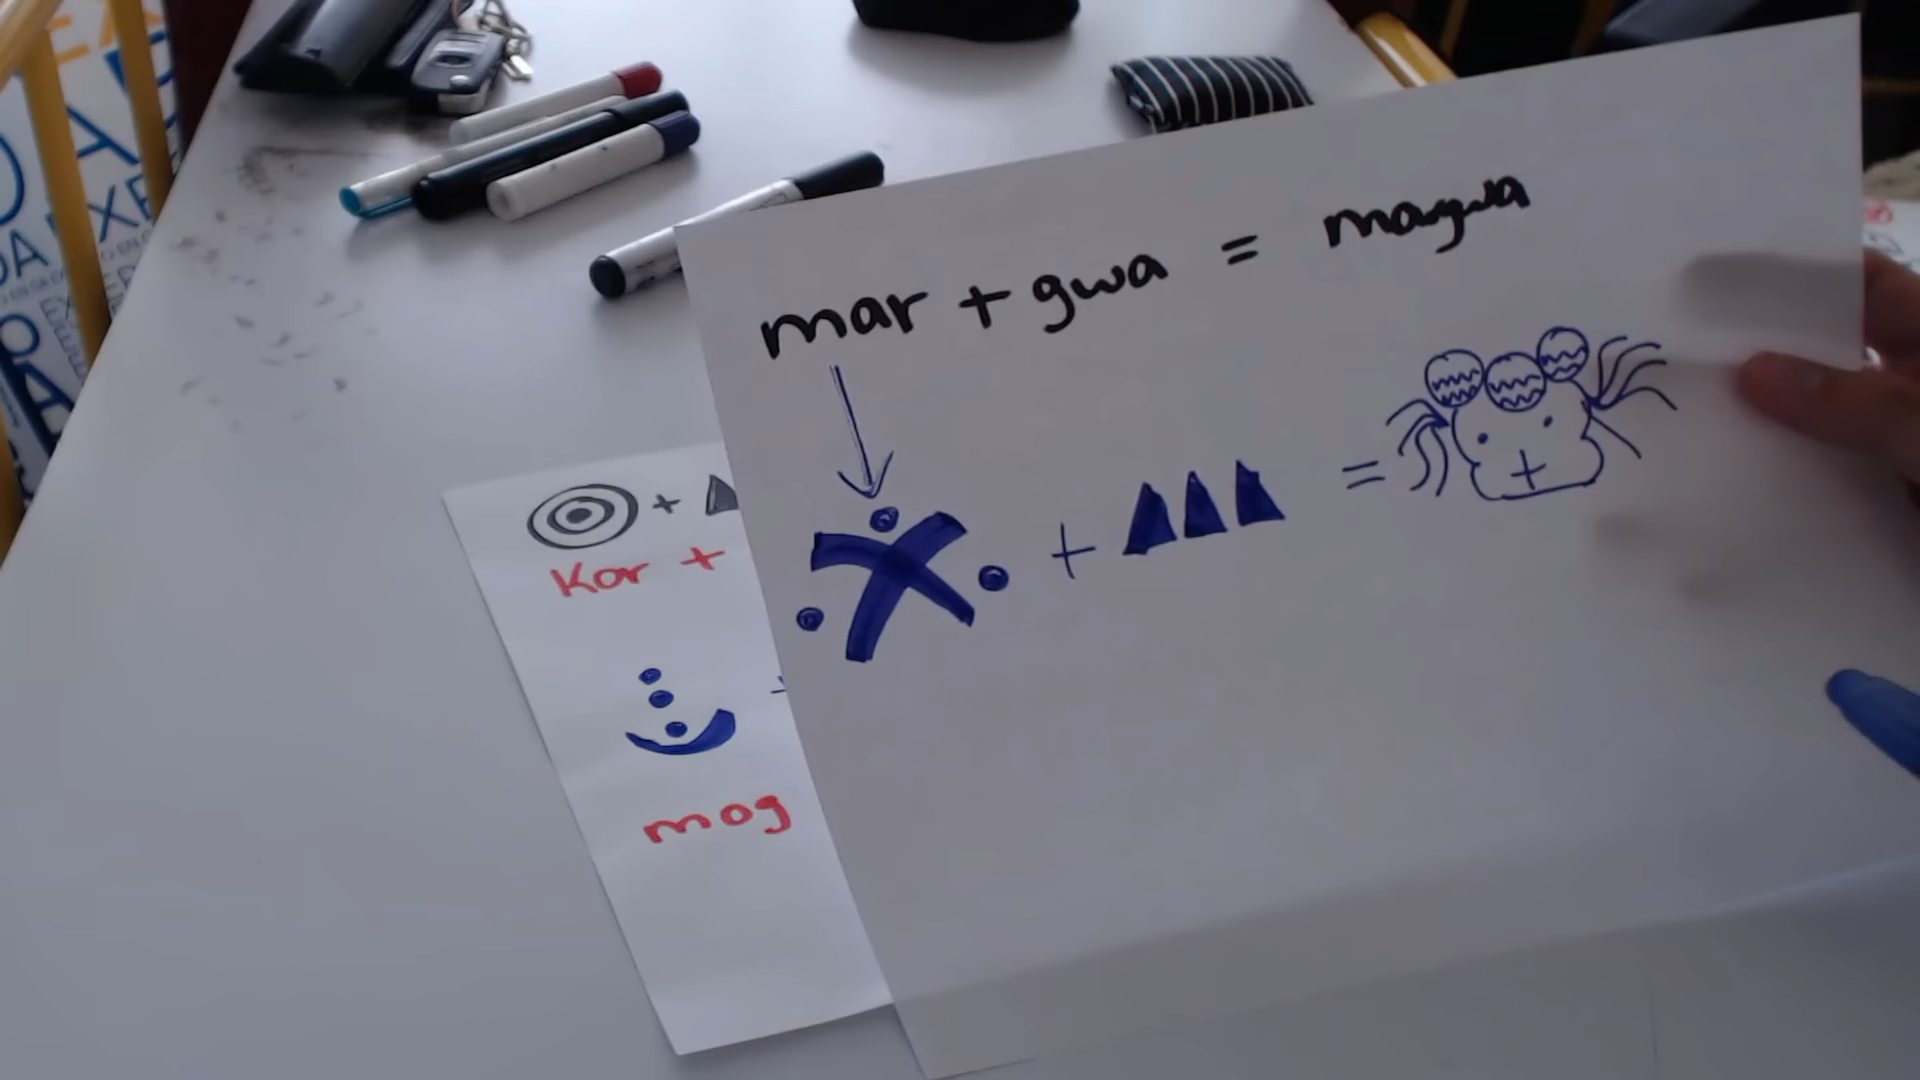 mar + gwa = magwa
+ =
+
Kor +
mog